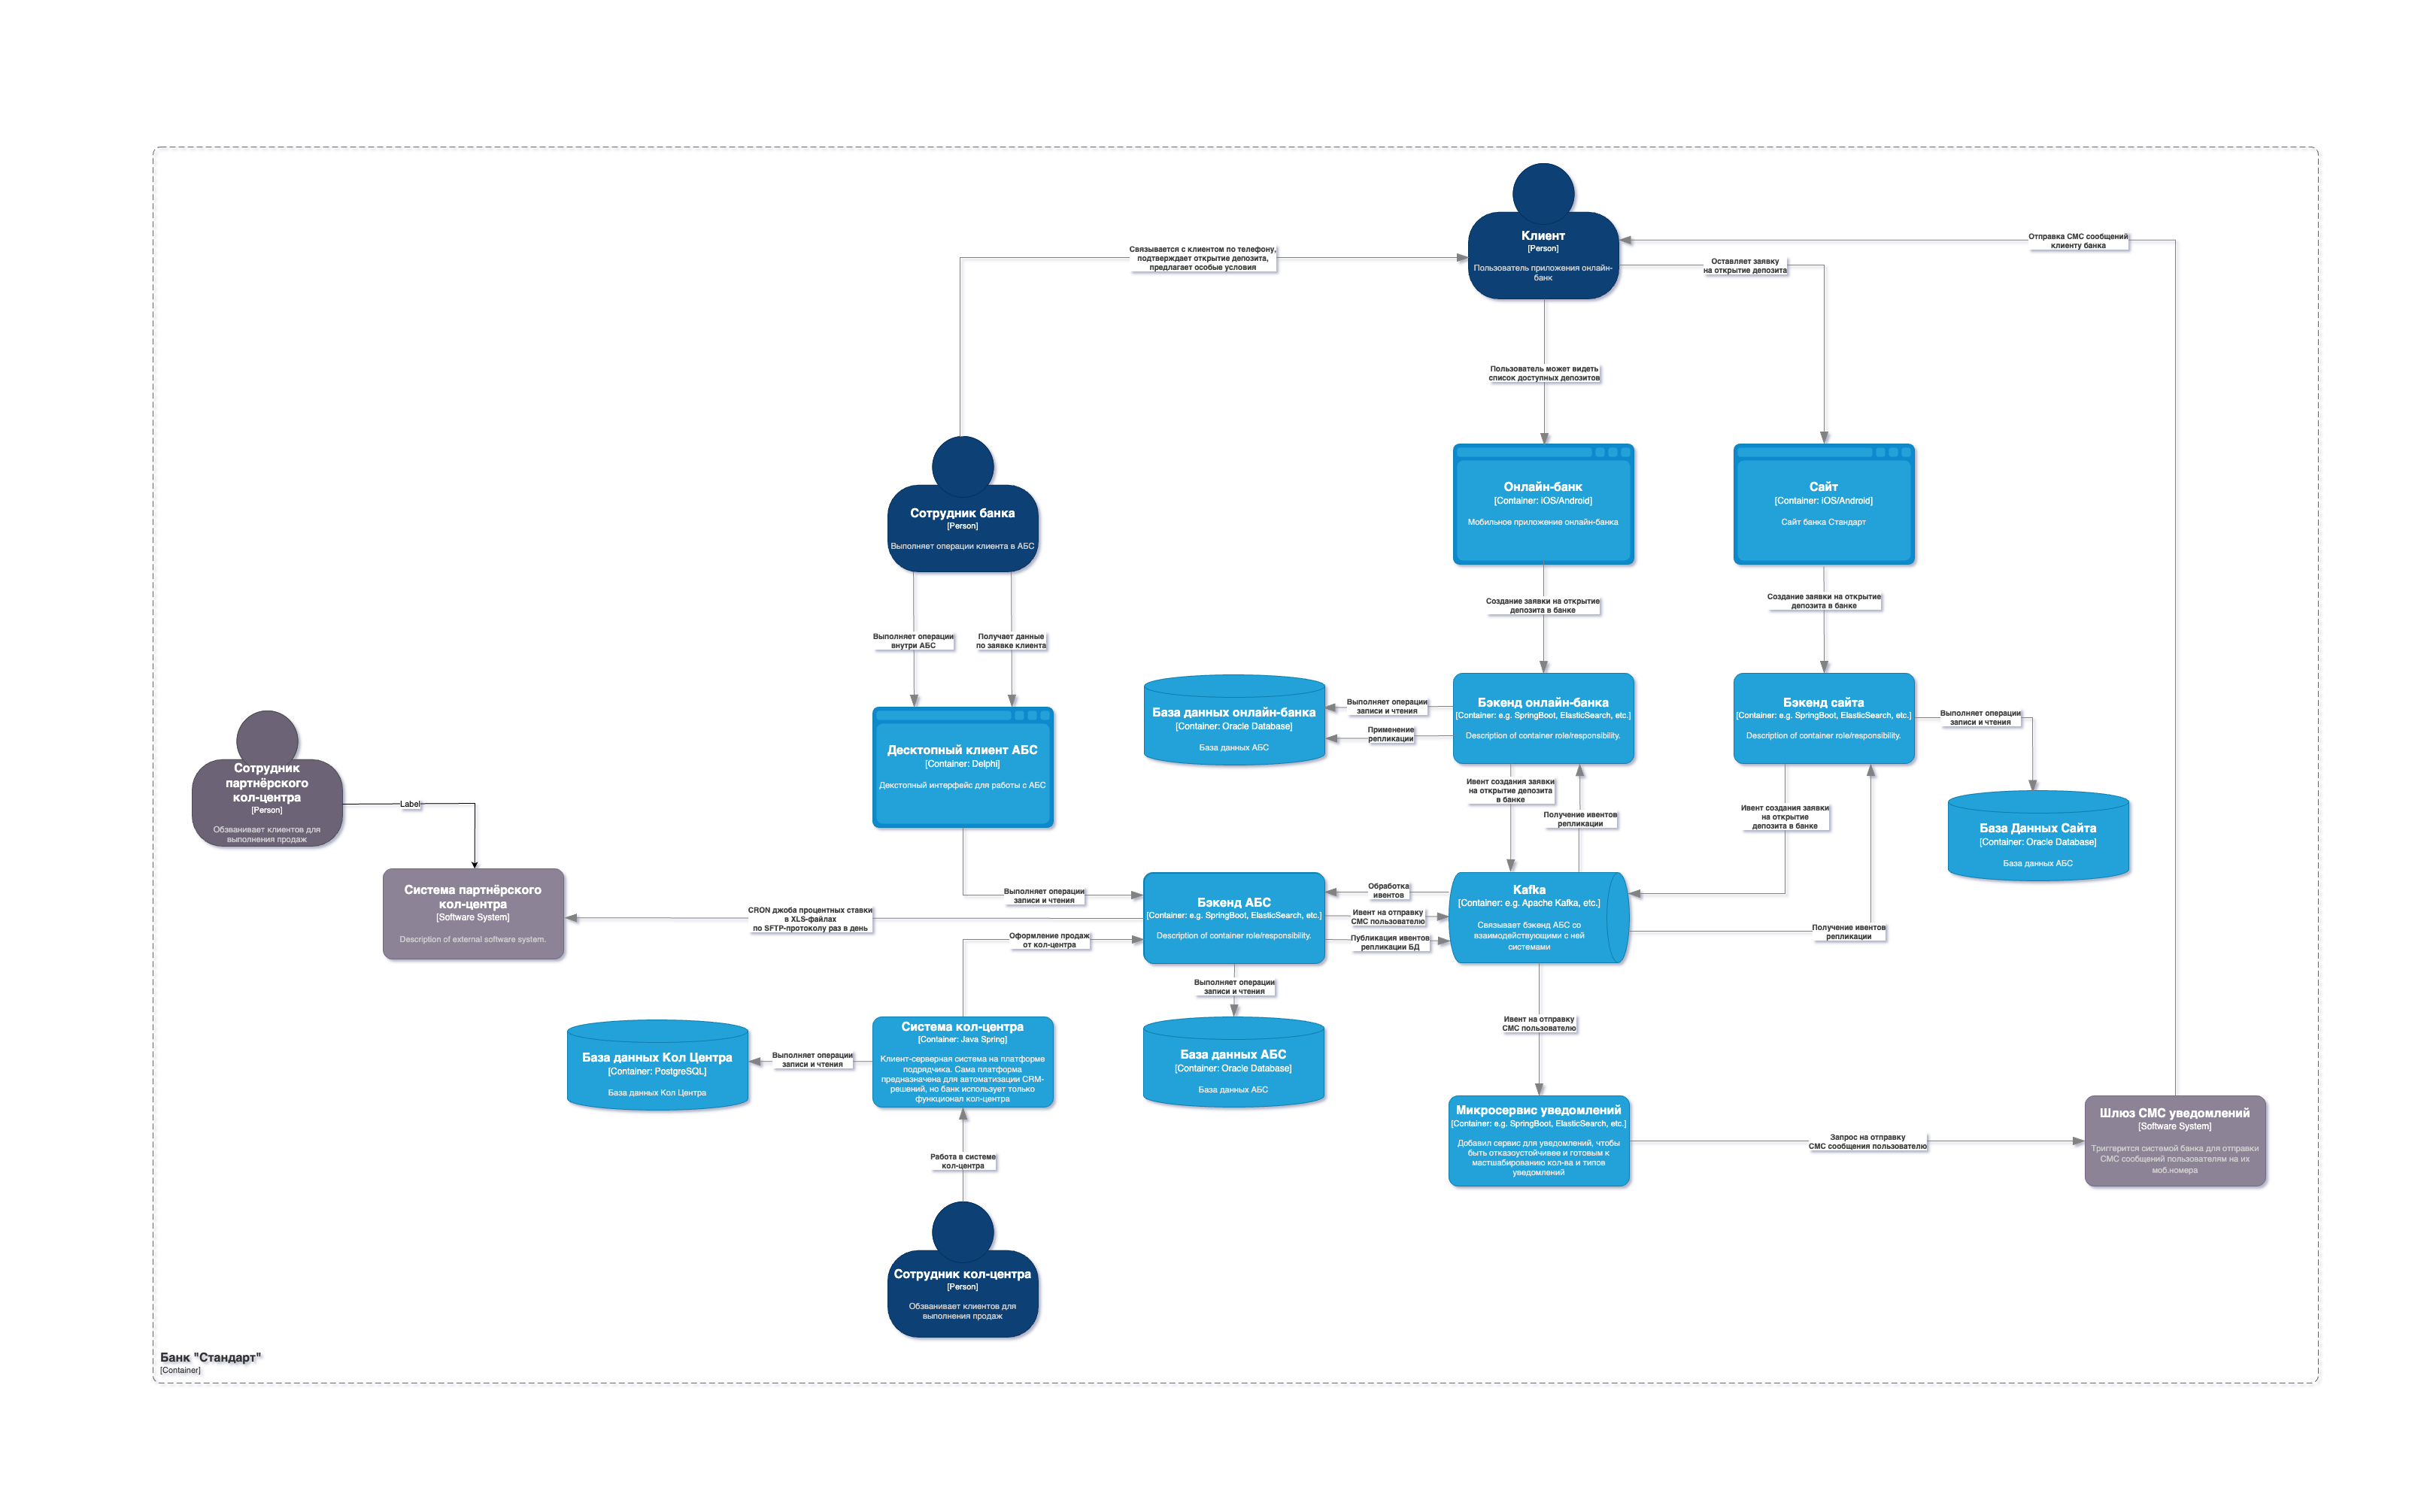 Клиент
[Person]
Пользователь приложения онлайн-
банк
Отправка СМС сообщений
клиенту банка
Связывается с клиентом по телефону,
подтверждает открытие депозита,
предлагает особые условия
Оставляет заявку
на открытие депозита
Пользователь может видеть
список доступных депозитов
Сотрудник банка
[Person]
Выполняет операции клиента в АБС
Онлайн-банк
[Container: iOS/Android]
Мобильное приложение онлайн-банка
Сайт
[Container: iOS/Android]
Сайт банка Стандарт
Создание заявки на открытие
депозита в банке
Создание заявки на открытие
депозита в банке
Выполняет операции
внутри АБС
Получает данные
по заявке клиента
База данных онлайн-банка
[Container: Oracle Database]
База данных АБС
Выполняет операции
записи и чтения
Применение
репликации
Бэкенд онлайн-банка
[Container: e.g. SpringBoot, ElasticSearch, etc.]
Description of container role/responsibility.
Бэкенд сайта
[Container: e.g. SpringBoot, ElasticSearch, etc.]
Description of container role/responsibility.
Выполняет операции
записи и чтения
Десктопный клиент АБС
[Container: Delphi]
Декстопный интерфейс для работы с АБС
Сотрудник
партнёрского
кол-центра
[Person]
Обзванивает клиентов для
выполнения продаж
Label
Ивент создания заявки
на открытие депозита
в банке
Получение ивентов
репликации
Ивент создания заявки
на открытие
депозита в банке
База Данных Сайта
[Container: Oracle Database]
База данных АБС
Система партнёрского
кол-центра
[Software System]
Description of external software system.
CRON джоба процентных ставки
в XLS-файлах
по SFTP-протоколу раз в день
Выполняет операции
записи и чтения
Оформление продаж
от кол-центра
Бэкенд АБС
[Container: e.g. SpringBoot, ElasticSearch, etc.]
Description of container role/responsibility.
Обработка
ивентов
Ивент на отправку
СМС пользователю
Публикация ивентов
репликации БД
Kafka
[Container: e.g. Apache Kafka, etc.]
Связывает бэкенд АБС со
взаимодействующими с ней
системами
Получение ивентов
репликации
Выполняет операции
записи и чтения
База данных Кол Центра
[Container: PostgreSQL]
База данных Кол Центра
Выполняет операции
записи и чтения
Система кол-центра
[Container: Java Spring]
Клиент-серверная система на платформе
подрядчика. Сама платформа
предназначена для автоматизации CRM-
решений, но банк использует только
функционал кол-центра
База данных АБС
[Container: Oracle Database]
База данных АБС
Ивент на отправку
СМС пользователю
Микросервис уведомлений
[Container: e.g. SpringBoot, ElasticSearch, etc.]
Добавил сервис для уведомлений, чтобы
быть отказоустойчивее и готовым к
мастшабированию кол-ва и типов
уведомлений
Запрос на отправку
СМС сообщения пользователю
Шлюз СМС уведомлений
[Software System]
Триггерится системой банка для отправки
СМС сообщений пользователям на их
моб.номера
Работа в системе
кол-центра
Сотрудник кол-центра
[Person]
Обзванивает клиентов для
выполнения продаж
Банк "Стандарт"
[Container]